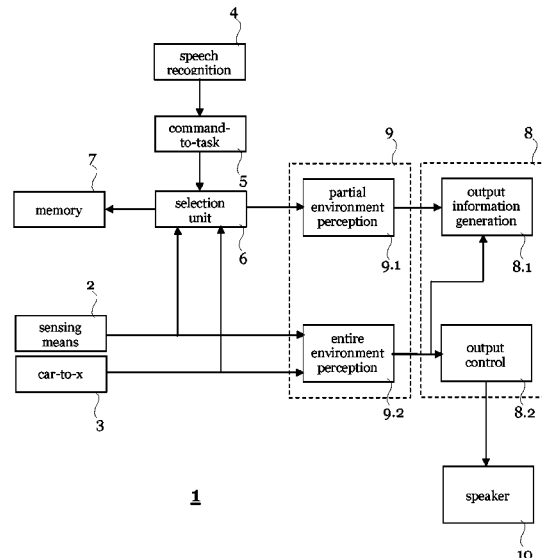 4
speech
recognition
command-
to-task
5
7
memory
selection
unit
6
9
partial
environment
perception
9.1
8
output
information
generation
8.1
2
sensing
means
car-to-x
3
entire
environment
perception
9.2
output
control
8.2
1
speaker
10